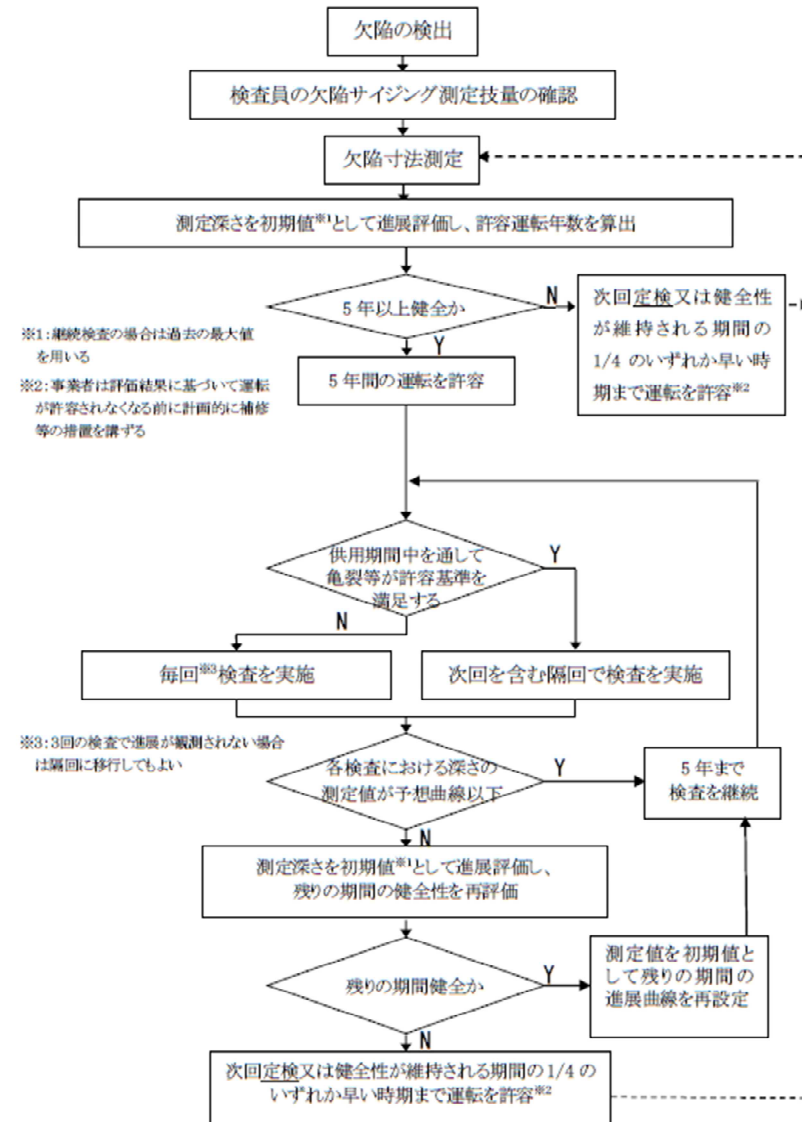 欠陥の検出
検査員の欠陥サイジング測定技量の確認
欠陥寸法測定
測定深さを初期値※1として進展評価し、許容運転年数を算出
5年以上健全か
N
次回定検又は健全性
が維持される期間の
1/4 のいずれか早い時
期まで運転を許容※2
※1:継続検査の場合は過去の最大値
を用いる
Y
※2:事業者は評価結果に基づいて運転
が許容されなくなる前に計画的に補修
等の措置を講ずる
5年間の運転を許容
供用期間中を通して
亀裂等が許容基準を
満足する
Y
N
毎回※3検査を実施
次回を含む隔回で検査を実施
※3:3回の検査で進展が観測されない場合
は隔回に移行してもよい
各検査における深さの
測定値が予想曲線以下
Y
5年まで
検査を継続
N
測定深さを初期値※1として進展評価し、
残りの期間の健全性を再評価
残りの期間健全か
Y
測定値を初期値と
して残りの期間の
進展曲線を再設定
N
次回定検又は健全性が維持される期間の1/4の
いずれか早い時期まで運転を許容※2